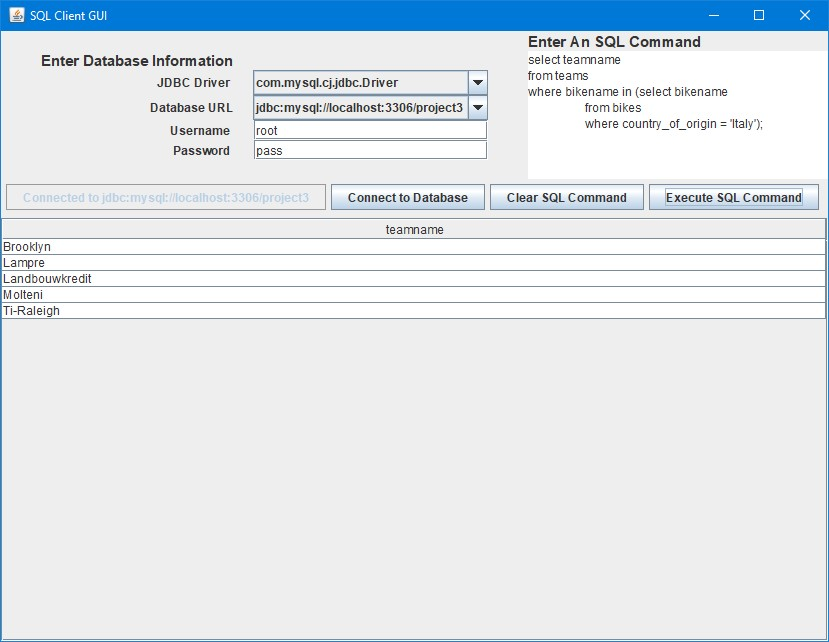 SQL Client GUI
Enter Database Information
JDBC Driver com.mysql.cj.jdbc.Driver
Database URL jdbc:mysql://localhost:3306/project3
Username root
Password pass
Enter An SQL Command
select teamname
from teams
where bikename in (select bikename
from bikes
where country_of_origin = 'Italy');
Connected to jdbc:mysql://localhost:3306/project3 Connect to Database Clear SQL Command Execute SQL Command
teamname
Brooklyn
Lampre
Landbouwkredit
Molteni
Ti-Raleigh